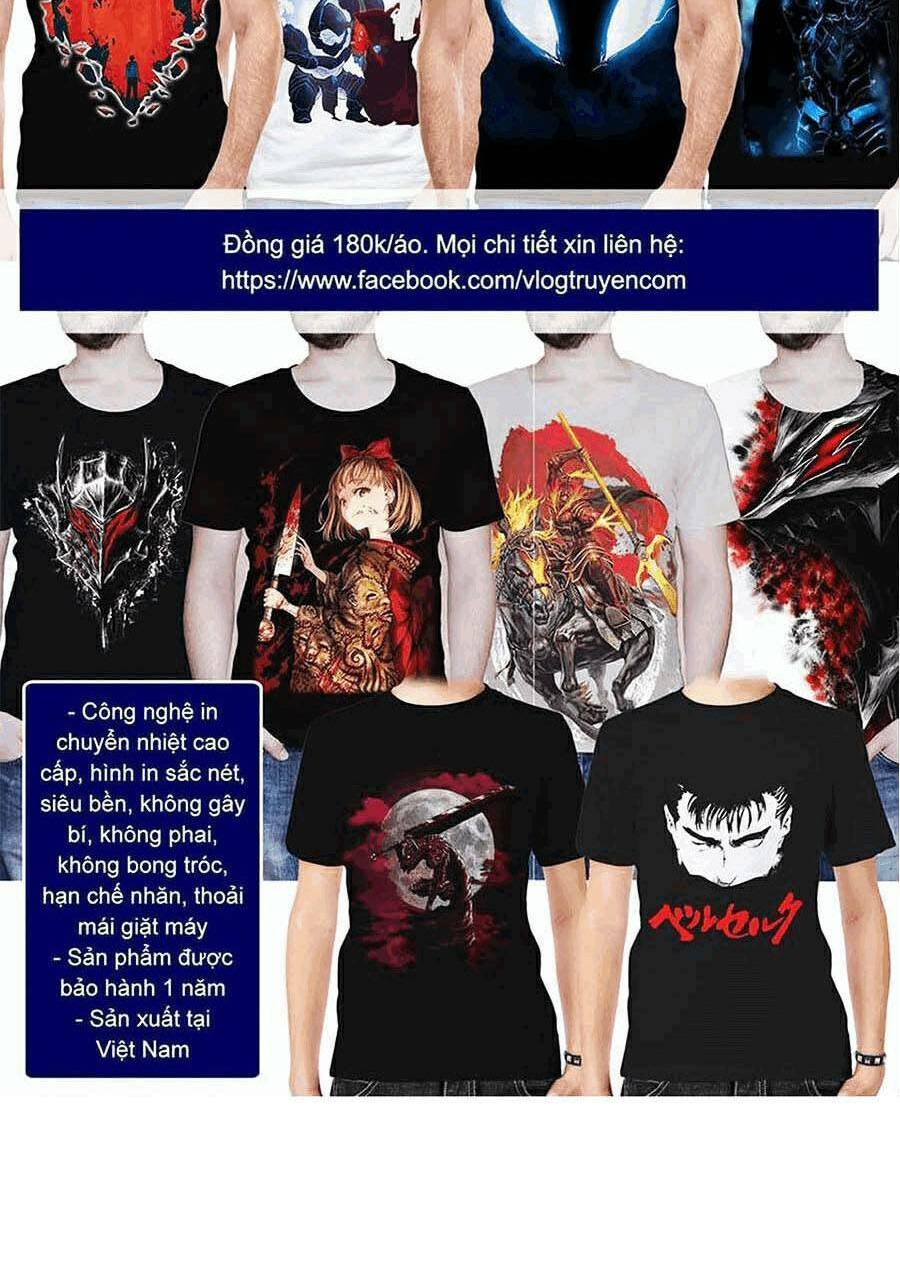 Đồng giá 180k/áo. Mọi chi tiết xin liên hệ:
https://www.facebook.com/vlogtruyencom
- Công nghệ in
chuyển nhiệt cao
cấp, hình in sắc nét,
siêu bền, không gây
bí, không phai,
không bong tróc,
hạn chế nhăn, thoải
mái giặt máy
- Sản phẩm được
bảo hành 1 năm
- Sản xuất tại
Việt Nam
ベルセルク